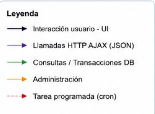 Leyenda
Interacción usuario - UI
Llamadas HTTP AJAX (JSON)
Consultas / Transacciones DB
Administración
Tarea programada (cron)